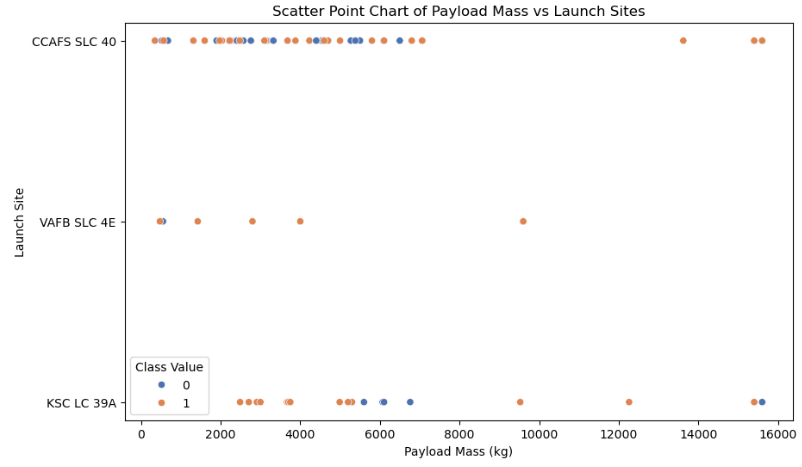 Scatter Point Chart of Payload Mass vs Launch Sites
CCAFS SLC 40
VAFB SLC 4E
KSC LC 39A
Launch Site
Class Value
0
1
0 2000 4000 6000 8000 10000 12000 14000 16000
Payload Mass (kg)